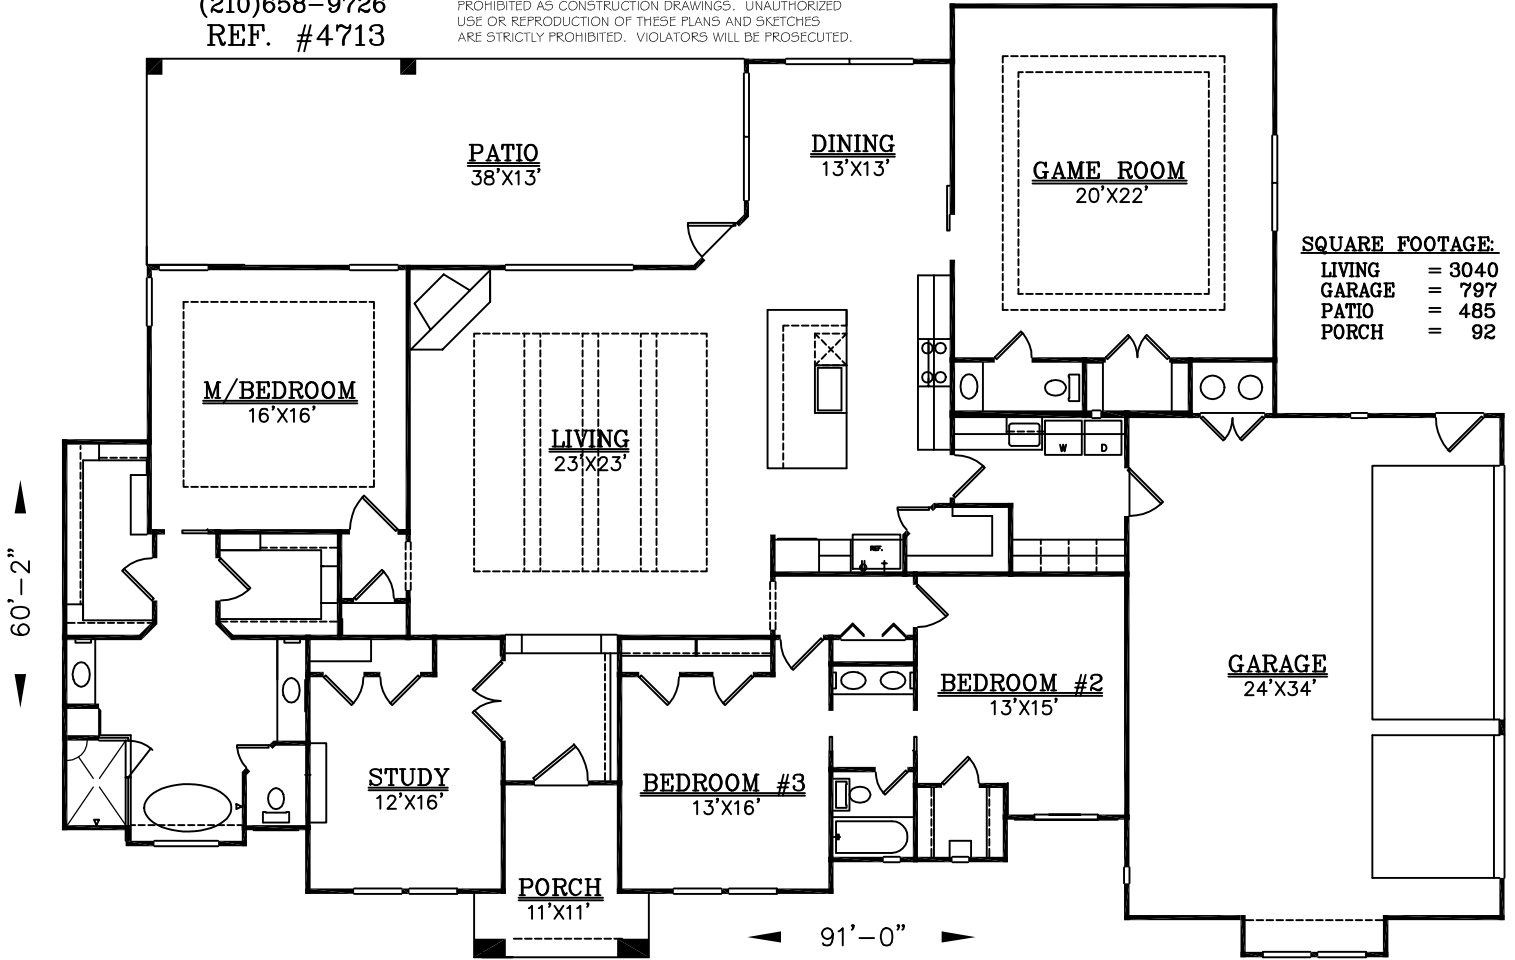 (210)658-9726
REF. #4713
PROHIBITED AS CONSTRUCTION DRAWINGS. UNAUTHORIZED
USE OR REPRODUCTION OF THESE PLANS AND SKETCHES
ARE STRICTLY PROHIBITED. VIOLATORS WILL BE PROSECUTED.
PATIO
38'X13'
DINING
13'X13'
GAME ROOM
20'X22'
SQUARE FOOTAGE:
LIVING = 3040
GARAGE = 797
PATIO = 485
PORCH = 92
M/BEDROOM
16'X16'
LIVING
23'X23'
W
D
REF.
60'-2"
GARAGE
24'X34'
BEDROOM #2
13'X15'
STUDY
12'X16'
BEDROOM #3
13'X16'
PORCH
11'X11'
91'-0"